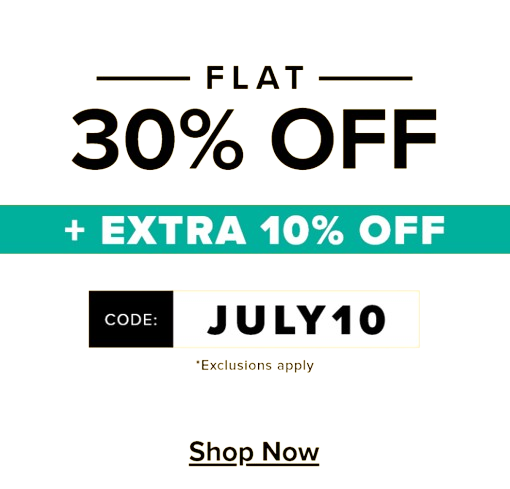 FLAT
30% OFF
+ EXTRA 10% OFF
CODE: JULY10
*Exclusions apply
Shop Now